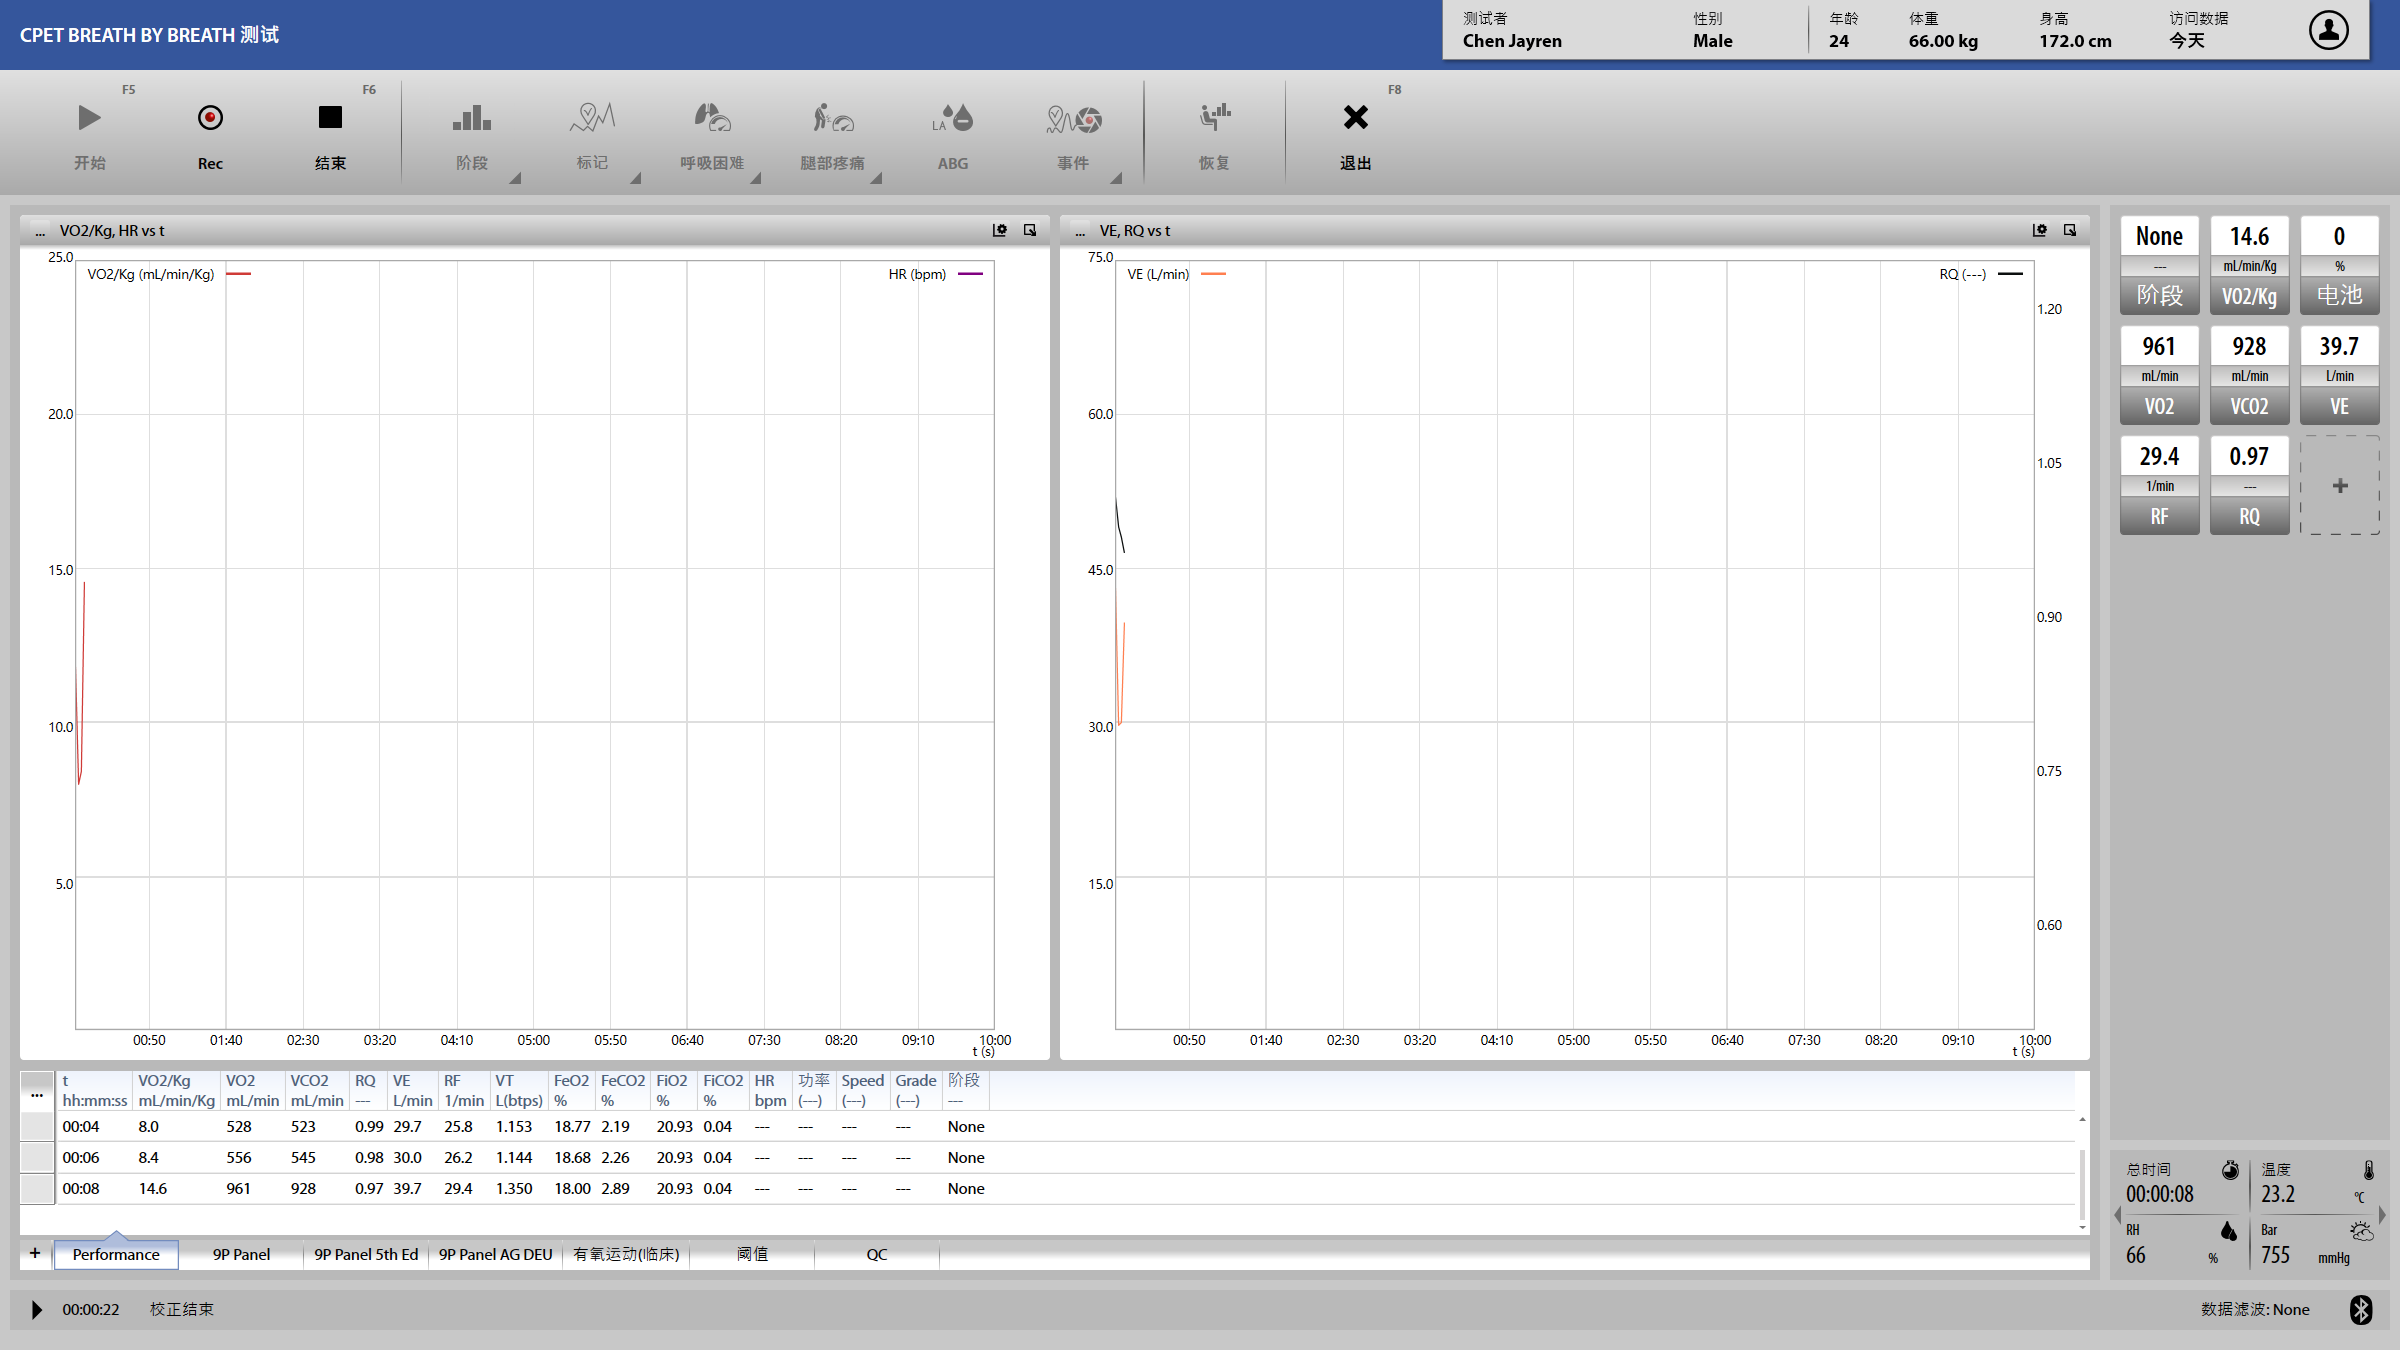 CPET BREATH BY BREATH 测试
测试者 性别 年龄 体重 身高 访问数据
Chen Jayren Male 24 66.00 kg 172.0 cm 今天
F5 F6 F8
开始 Rec 结束 阶段 标记 呼吸困难 腿部疼痛 LA ABG 事件 恢复 退出
... VO2/Kg, HR vs t
25.0
VO2/Kg (mL/min/Kg) HR (bpm)
20.0
15.0
10.0
5.0
00:50 01:40 02:30 03:20 04:10 05:00 05:50 06:40 07:30 08:20 09:10 10:00
t (s)
... VE, RQ vs t
75.0
VE (L/min) RQ (---)
1.20
60.0
1.05
45.0
0.90
30.0
0.75
15.0
0.60
00:50 01:40 02:30 03:20 04:10 05:00 05:50 06:40 07:30 08:20 09:10 10:00
t (s)
None 14.6 0
--- mL/min/Kg %
阶段 VO2/Kg 电池
961 928 39.7
mL/min mL/min L/min
VO2 VCO2 VE
29.4 0.97
1/min ---
RF RQ +
... t VO2/Kg VO2 VCO2 RQ VE RF VT FeO2 FeCO2 FiO2 FiCO2 HR 功率 Speed Grade 阶段
hh:mm:ss mL/min/Kg mL/min mL/min --- L/min 1/min L(btps) % % % % bpm (---) (---) (---) ---
00:04 8.0 528 523 0.99 29.7 25.8 1.153 18.77 2.19 20.93 0.04 --- --- --- --- None
00:06 8.4 556 545 0.98 30.0 26.2 1.144 18.68 2.26 20.93 0.04 --- --- --- --- None
00:08 14.6 961 928 0.97 39.7 29.4 1.350 18.00 2.89 20.93 0.04 --- --- --- --- None
+ Performance 9P Panel 9P Panel 5th Ed 9P Panel AG DEU 有氧运动(临床) 阈值 QC
总时间 温度
00:00:08 23.2 °C
RH Bar
66 % 755 mmHg
00:00:22 校正结束 数据滤波: None